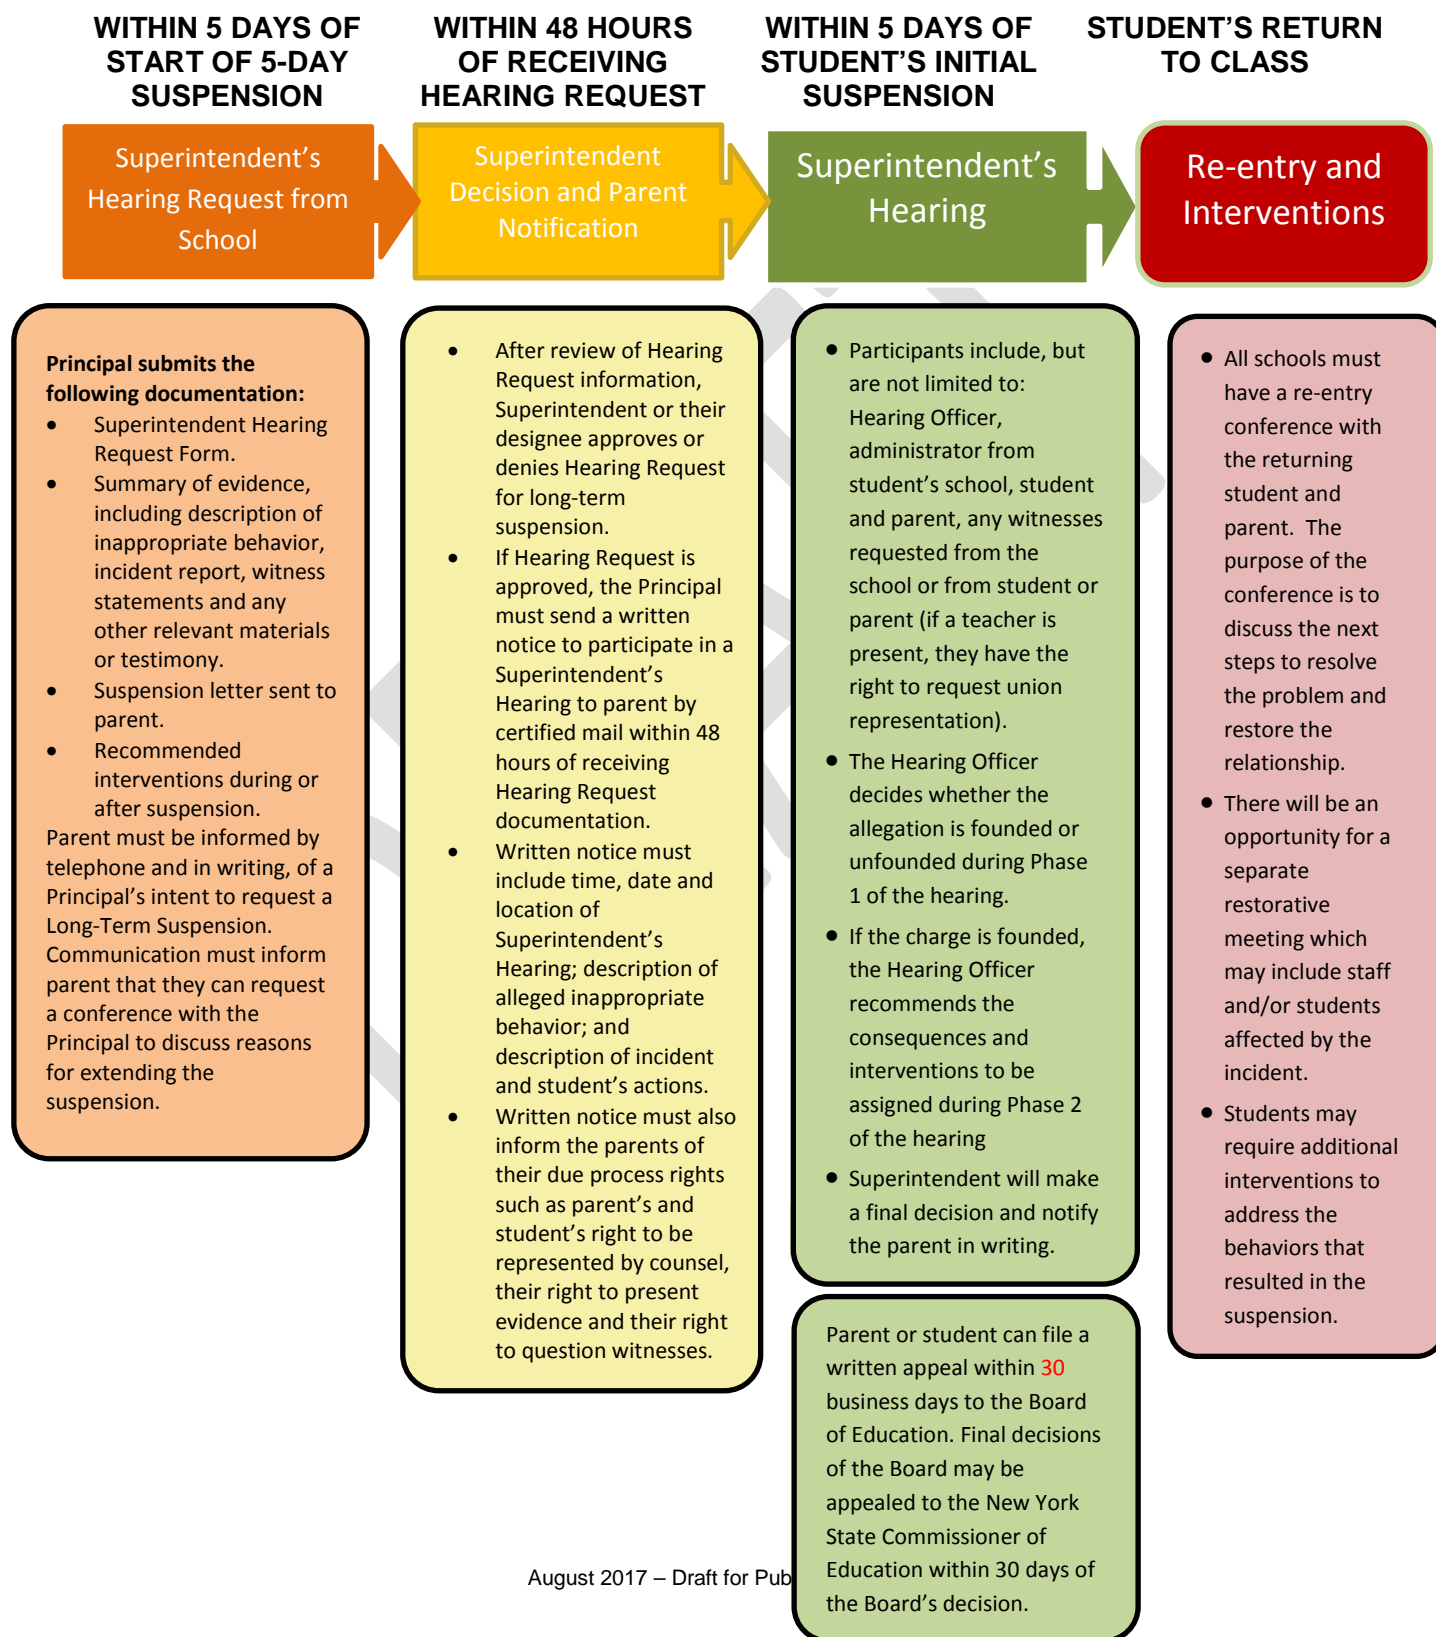 WITHIN 5 DAYS OF
START OF 5-DAY
SUSPENSION
WITHIN 48 HOURS
OF RECEIVING
HEARING REQUEST
WITHIN 5 DAYS OF
STUDENT’S INITIAL
SUSPENSION
STUDENT’S RETURN
TO CLASS
Superintendent’s
Hearing Request from
School
Superintendent
Decision and Parent
Notification
Superintendent’s
Hearing
Re-entry and
Interventions
Principal submits the
following documentation:
• Superintendent Hearing
Request Form.
• Summary of evidence,
including description of
inappropriate behavior,
incident report, witness
statements and any
other relevant materials
or testimony.
• Suspension letter sent to
parent.
• Recommended
interventions during or
after suspension.
Parent must be informed by
telephone and in writing, of a
Principal’s intent to request a
Long-Term Suspension.
Communication must inform
parent that they can request
a conference with the
Principal to discuss reasons
for extending the
suspension.
• After review of Hearing
Request information,
Superintendent or their
designee approves or
denies Hearing Request
for long-term
suspension.
• If Hearing Request is
approved, the Principal
must send a written
notice to participate in a
Superintendent’s
Hearing to parent by
certified mail within 48
hours of receiving
Hearing Request
documentation.
• Written notice must
include time, date and
location of
Superintendent’s
Hearing; description of
alleged inappropriate
behavior; and
description of incident
and student’s actions.
• Written notice must also
inform the parents of
their due process rights
such as parent’s and
student’s right to be
represented by counsel,
their right to present
evidence and their right
to question witnesses.
• Participants include, but
are not limited to:
Hearing Officer,
administrator from
student’s school, student
and parent, any witnesses
requested from the
school or from student or
parent (if a teacher is
present, they have the
right to request union
representation).
• The Hearing Officer
decides whether the
allegation is founded or
unfounded during Phase
1 of the hearing.
• If the charge is founded,
the Hearing Officer
recommends the
consequences and
interventions to be
assigned during Phase 2
of the hearing
• Superintendent will make
a final decision and notify
the parent in writing.
Parent or student can file a
written appeal within 30
business days to the Board
of Education. Final decisions
of the Board may be
appealed to the New York
State Commissioner of
Education within 30 days of
the Board’s decision.
• All schools must
have a re-entry
conference with
the returning
student and
parent. The
purpose of the
conference is to
discuss the next
steps to resolve
the problem and
restore the
relationship.
• There will be an
opportunity for a
separate
restorative
meeting which
may include staff
and/or students
affected by the
incident.
• Students may
require additional
interventions to
address the
behaviors that
resulted in the
suspension.
August 2017 – Draft for Pub